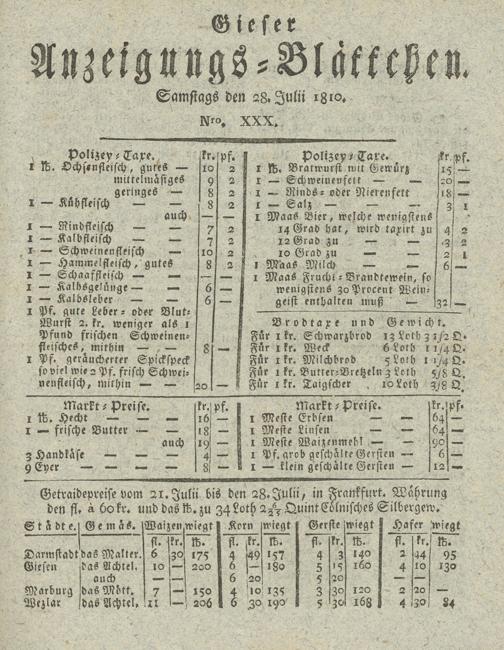 Gieser
Anzeigungs-Blättchen.
Samstags den 28. Julii 1810.
Nro. XXX.
Polizey-Taxe. kr. pf.
1 ℔. Ochsenfleisch, gutes — 10 2
mittelmäsiges 9 2
geringes — 8 2
1 — Kühfleisch — 8 2
auch — —
1 — Rindfleisch — 7 2
1 — Kalbfleisch — 7 2
1 — Schweinenfleisch — 10 2
1 — Hammelfleisch, gutes 8 2
1 — Schaaffleisch — — —
1 — Kalbsgelünge — — 6 —
1 — Kalbsleber — — 6 —
1 Pf. gute Leber- oder Blut-
Wurst 2 kr. weniger als 1
Pfund frischen Schweinen-
fleisches, mithin — — 8 —
1 Pf. geräucherter Spickspeck
so viel wie 2 Pf. frisch Schwei-
nenfleisch, mithin — — 20 —
Polizey-Taxe. kr. pf.
1 ℔. Bratwurst mit Gewürz 15 —
1 — Schweinenfett — — 20 —
1 — Rinds- oder Nierenfett 18 —
1 — Salz — — — 3 1
1 Maas Bier, welche wenigstens
14 Grad hat, wird taxirt zu 4 2
12 Grad zu — — 3 2
10 Grad zu — — 2 1
1 Maas Milch — — 6 —
1 Maas Frucht-Brandtewein, so
wenigstens 30 Procent Wein-
geist enthalten muß — 32 —
Brodtaxe und Gewicht.
Für 1 kr. Schwarzbrod 13 Loth 3 1/2 Q.
Für 1 kr. Weck 6 Loth 1 1/4 Q.
Für 1 kr. Milchbrod 5 Loth 1 1/4 Q.
Für 1 kr. Butter-Bretzeln 3 Loth 5/8 Q.
Für 1 kr. Taigscher 10 Loth 3/8 Q.
Markt-Preise. kr. pf.
1 ℔. Hecht — — 16 —
1 — frische Butter — — 18 —
auch 19 —
3 Handkäse — — — 4 —
9 Eyer — — — — 8 —
Markt-Preise. kr. pf.
1 Meste Erbsen — — 64 —
1 Meste Linsen — — 64 —
1 Meste Waizenmehl — — 90 —
1 Pf. grob geschälte Gersten — 6 —
1 — klein geschälte Gersten — 12 —
Getraidepreise vom 21. Julii bis den 28. Julii, in Frankfurt. Währung
den fl. à 60 kr. und das ℔. zu 34 Loth Quint Cölnisches Silbergew.
Städte. Gemäs. Waizen wiegt Korn wiegt Gerste wiegt Hafer wiegt
fl. kr. ℔. fl. kr. ℔. fl. kr. ℔. fl. kr. ℔.
Darmstadt das Malter. 6 30 175 4 49 157 4 3 140 2 44 95
Giesen das Achtel. 10 — 200 6 — 180 5 15 160 4 10 130
auch — — 6 20 5 20 — —
Marburg das Mött. 7 — 150 4 10 135 3 30 120 2 20 —
Wezlar das Achtel. 11 — 206 6 30 190 5 30 168 4 30 84